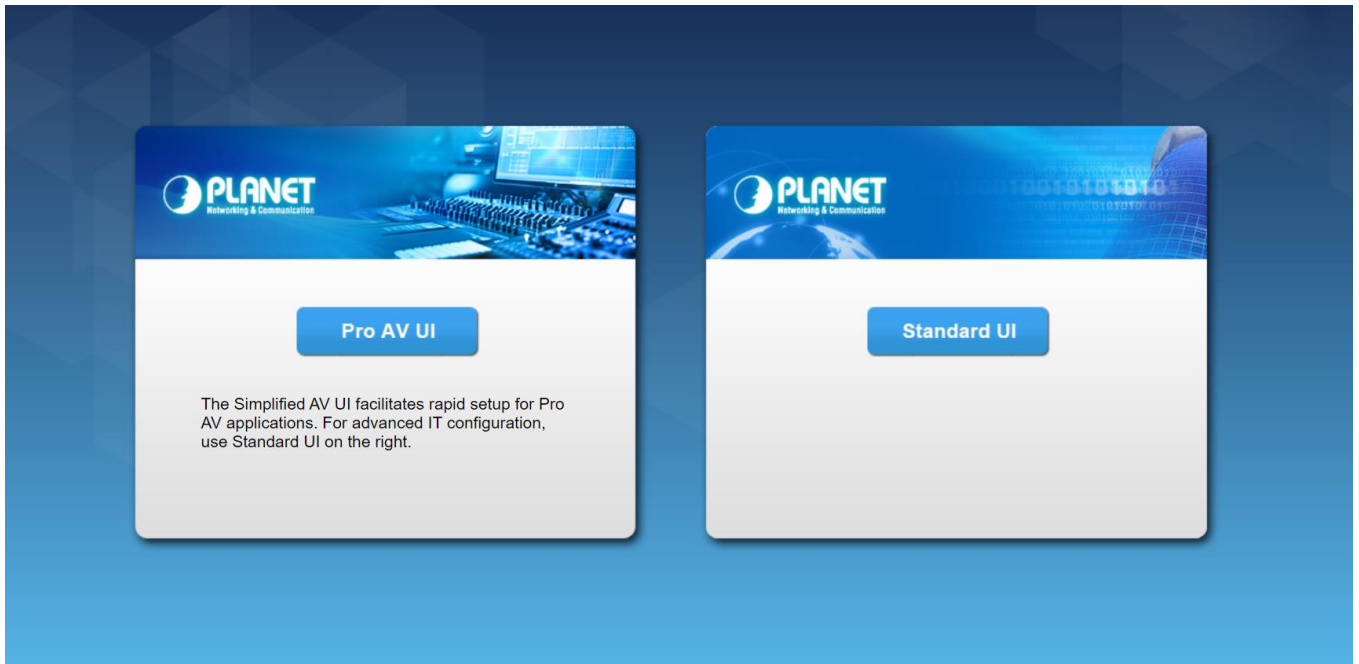 PLANET
Networking & Communication
Pro AV UI
The Simplified AV UI facilitates rapid setup for Pro
AV applications. For advanced IT configuration,
use Standard UI on the right.
PLANET
Networking & Communication
Standard UI